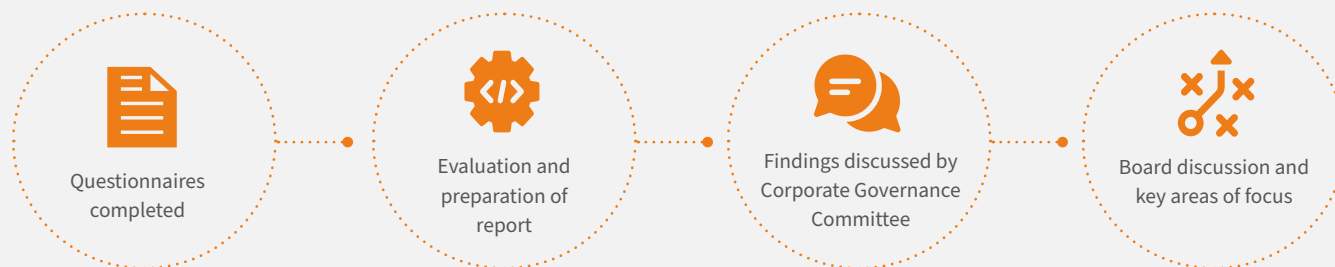 Questionnaires
completed
Evaluation and
preparation of
report
Findings discussed by
Corporate Governance
Committee
Board discussion and
key areas of focus